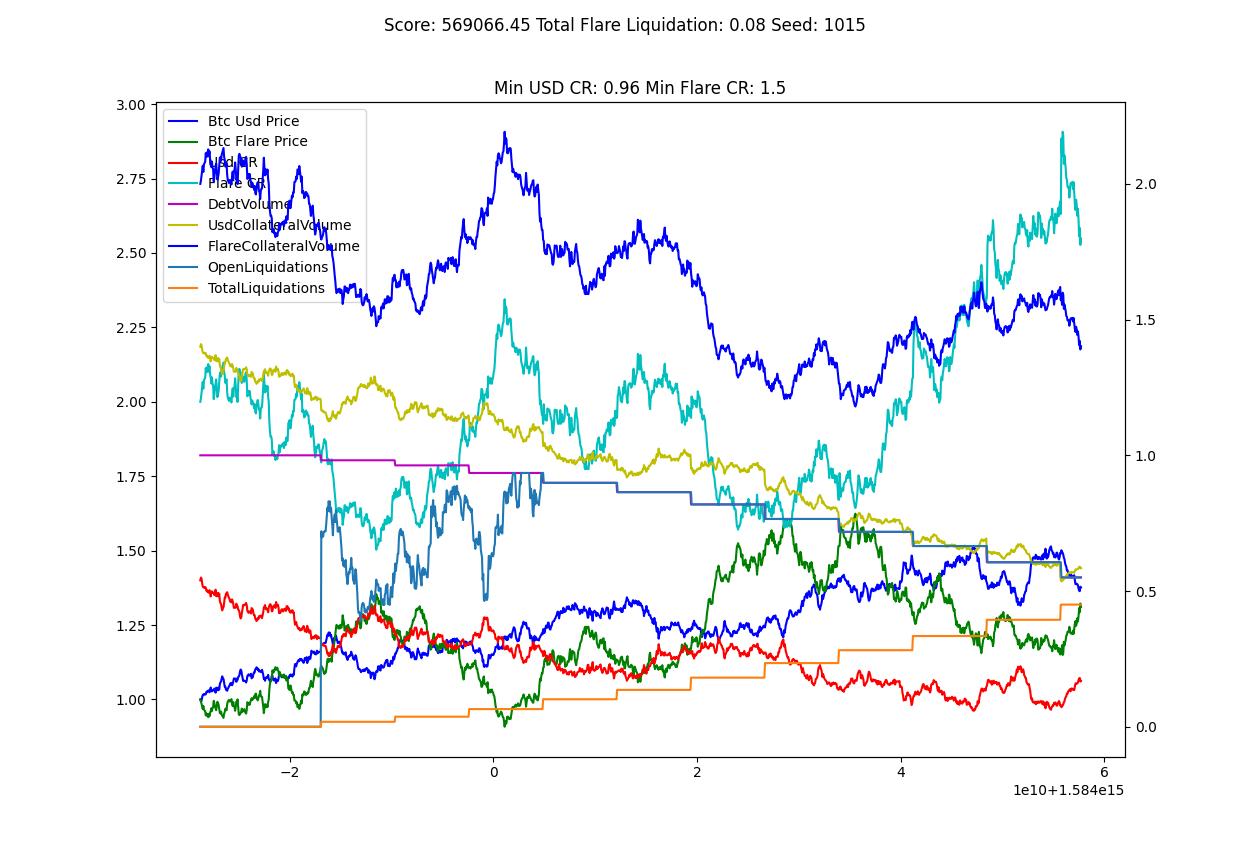 Score: 569066.45 Total Flare Liquidation: 0.08 Seed: 1015
Min USD CR: 0.96 Min Flare CR: 1.5
Btc Usd Price
Btc Flare Price
Usd CR
Flare CR
DebtVolume
UsdCollateralVolume
FlareCollateralVolume
OpenLiquidations
TotalLiquidations
3.00
2.75
2.50
2.25
2.00
1.75
1.50
1.25
1.00
2.0
1.5
1.0
0.5
0.0
−2
0
2
4
6
1e10+1.584e15